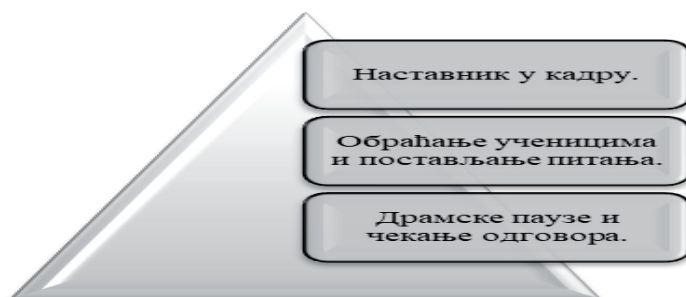 Наставник у кадру.
Обраћање ученицима
и постављање питања.
Драмске паузе и
чекање одговора.